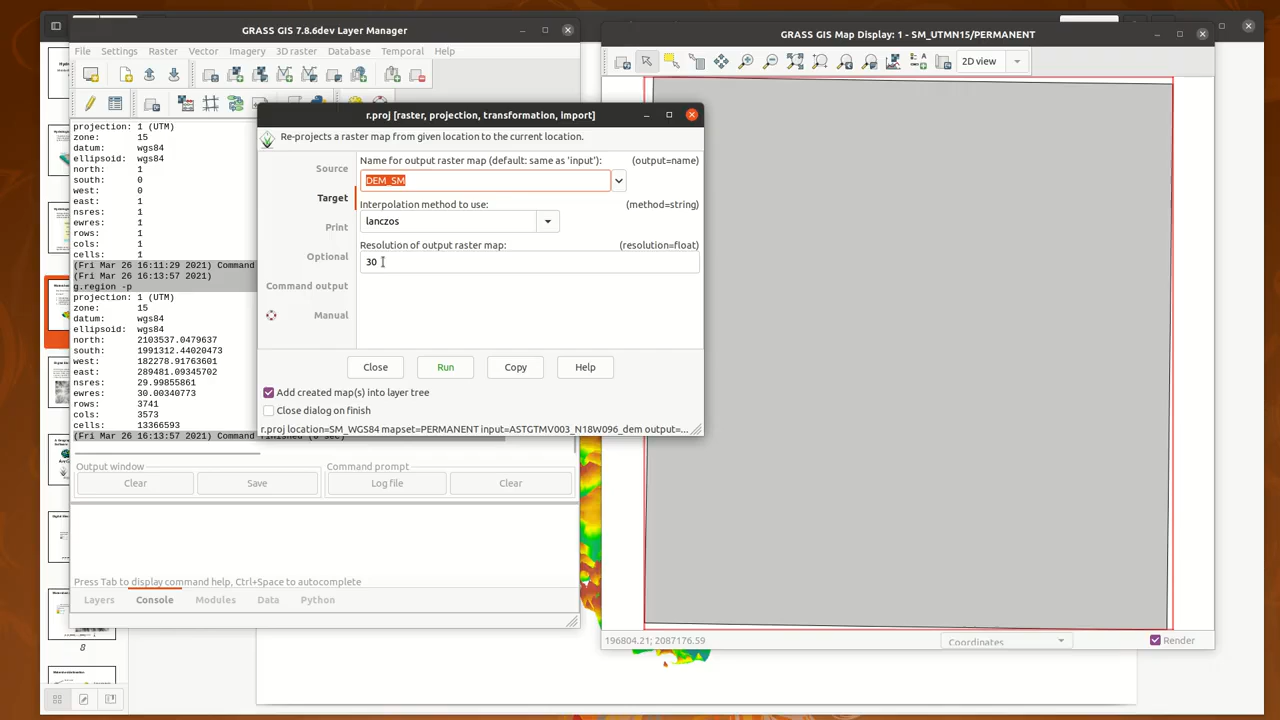 GRASS GIS 7.8.6dev Layer Manager
File Settings Raster Vector Imagery 3D raster Database Temporal Help
projection: 1 (UTM)
zone: 15
datum: wgs84
ellipsoid: wgs84
north: 1
south: 0
west: 0
east: 1
nsres: 1
ewres: 1
rows: 1
cols: 1
cells: 1
(Fri Mar 26 16:11:29 2021) Command
(Fri Mar 26 16:13:57 2021)
g.region -p
projection: 1 (UTM)
zone: 15
datum: wgs84
ellipsoid: wgs84
north: 2103537.0479637
south: 1991312.44020473
west: 182278.91763601
east: 289481.09345702
nsres: 29.99855861
ewres: 30.00340773
rows: 3741
cols: 3573
cells: 13366593
(Fri Mar 26 16:13:57 2021) Command finished (0 sec)
Output window
Command prompt
Clear
Save
Log file
Clear
Press Tab to display command help, Ctrl+Space to autocomplete
Layers Console Modules Data Python
8
r.proj [raster, projection, transformation, import]
Re-projects a raster map from given location to the current location.
Source
Target
Print
Optional
Command output
Manual
Name for output raster map (default: same as 'input'): (output=name)
DEM_SM
Interpolation method to use: (method=string)
lanczos
Resolution of output raster map: (resolution=float)
30
Close Run Copy Help
Add created map(s) into layer tree
Close dialog on finish
r.proj location=SM_WGS84 mapset=PERMANENT input=ASTGTMV003_N18W096_dem output=...
GRASS GIS Map Display: 1 - SM_UTMN15/PERMANENT
2D view
196804.21; 2087176.59
Coordinates
Render